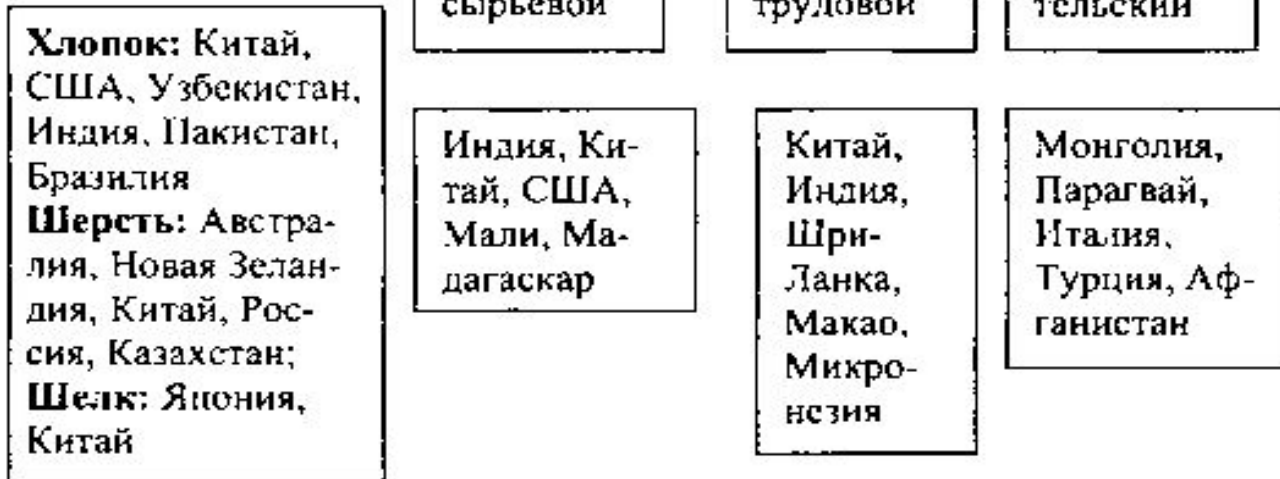 сырьевой
трудовой
тельский
Хлопок: Китай,
США, Узбекистан,
Индия, Пакистан,
Бразилия
Шерсть: Австра-
лия, Новая Зелан-
дия, Китай, Рос-
сия, Казахстан;
Шелк: Япония,
Китай
Индия, Ки-
тай, США,
Мали, Ма-
дагаскар
Китай,
Индия,
Шри-
Ланка,
Макао,
Микро-
незия
Монголия,
Парагвай,
Италия,
Турция, Аф-
ганистан